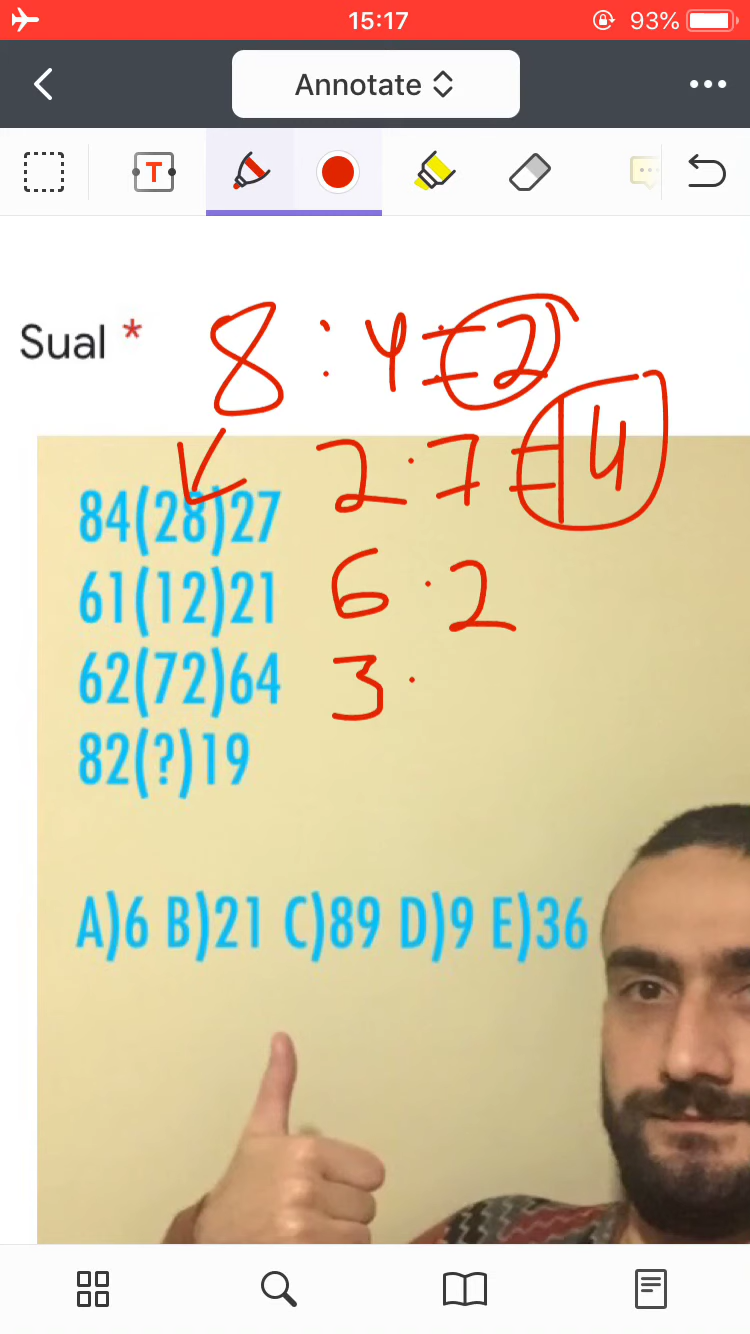 15:17
93%
Annotate
T
Sual *
8 : 4 = 2
2 · 7 = 14
84(28)27
6 · 2
61(12)21
3 ·
62(72)64
82(?)19
A)6 B)21 C)89 D)9 E)36